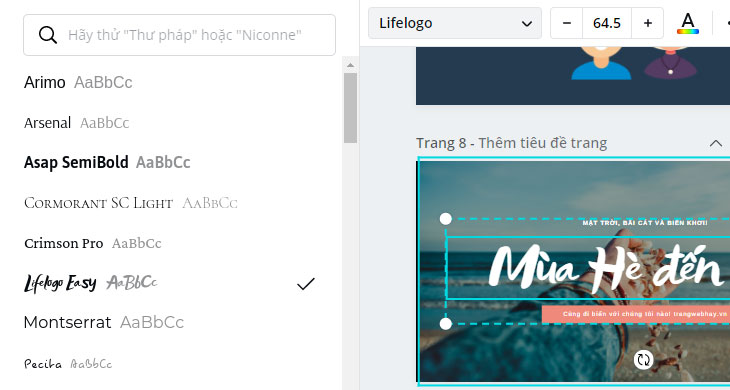 Hãy thử "Thư pháp" hoặc "Niconne"
Arimo AaBbCc
Arsenal AaBbCc
Asap SemiBold AaBbCc
Cormorant SC Light AaBbCc
Crimson Pro AaBbCc
Lifelogo Easy AaBbCc
Montserrat AaBbCc
Pecita AaBbCc
Lifelogo
– 64.5 + A
Trang 8 - Thêm tiêu đề trang
MẶT TRỜI, BÃI CÁT VÀ BIỂN KHƠI!
Mùa Hè đến
Cùng đi biển với chúng tôi nào! trangwebhay.vn